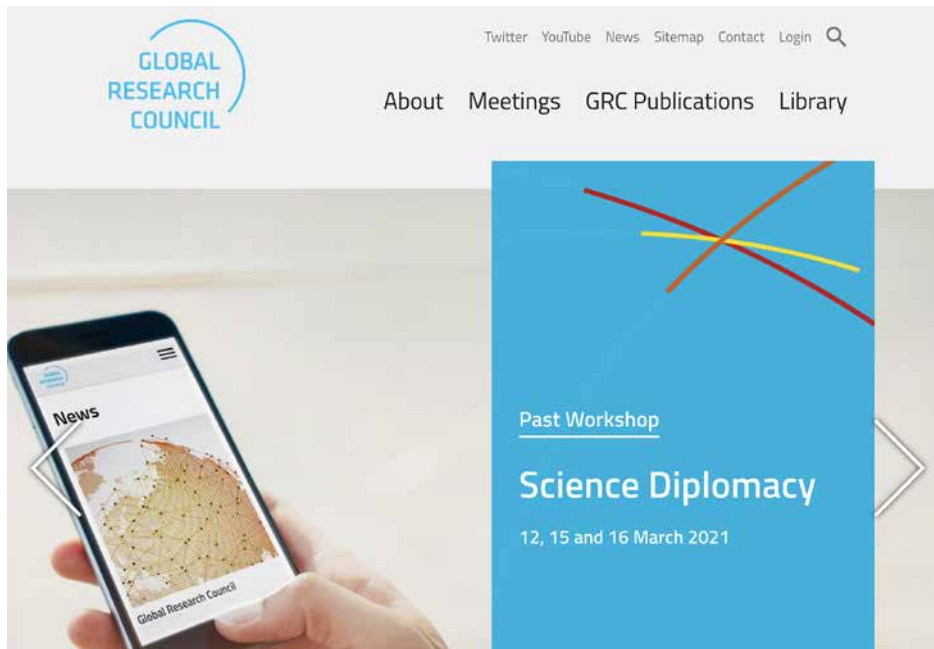 GLOBAL
RESEARCH
COUNCIL
Twitter YouTube News Sitemap Contact Login
About Meetings GRC Publications Library
News
Global Research Council
Past Workshop
Science Diplomacy
12, 15 and 16 March 2021